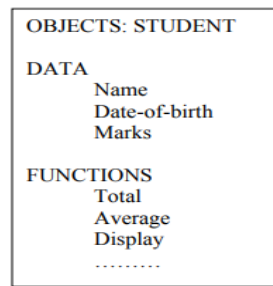 OBJECTS: STUDENT
DATA
Name
Date-of-birth
Marks
FUNCTIONS
Total
Average
Display
………